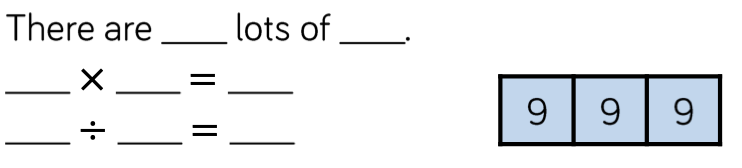 There are ____ lots of ____.
____ × ____ = ____
____ ÷ ____ = ____
9 9 9